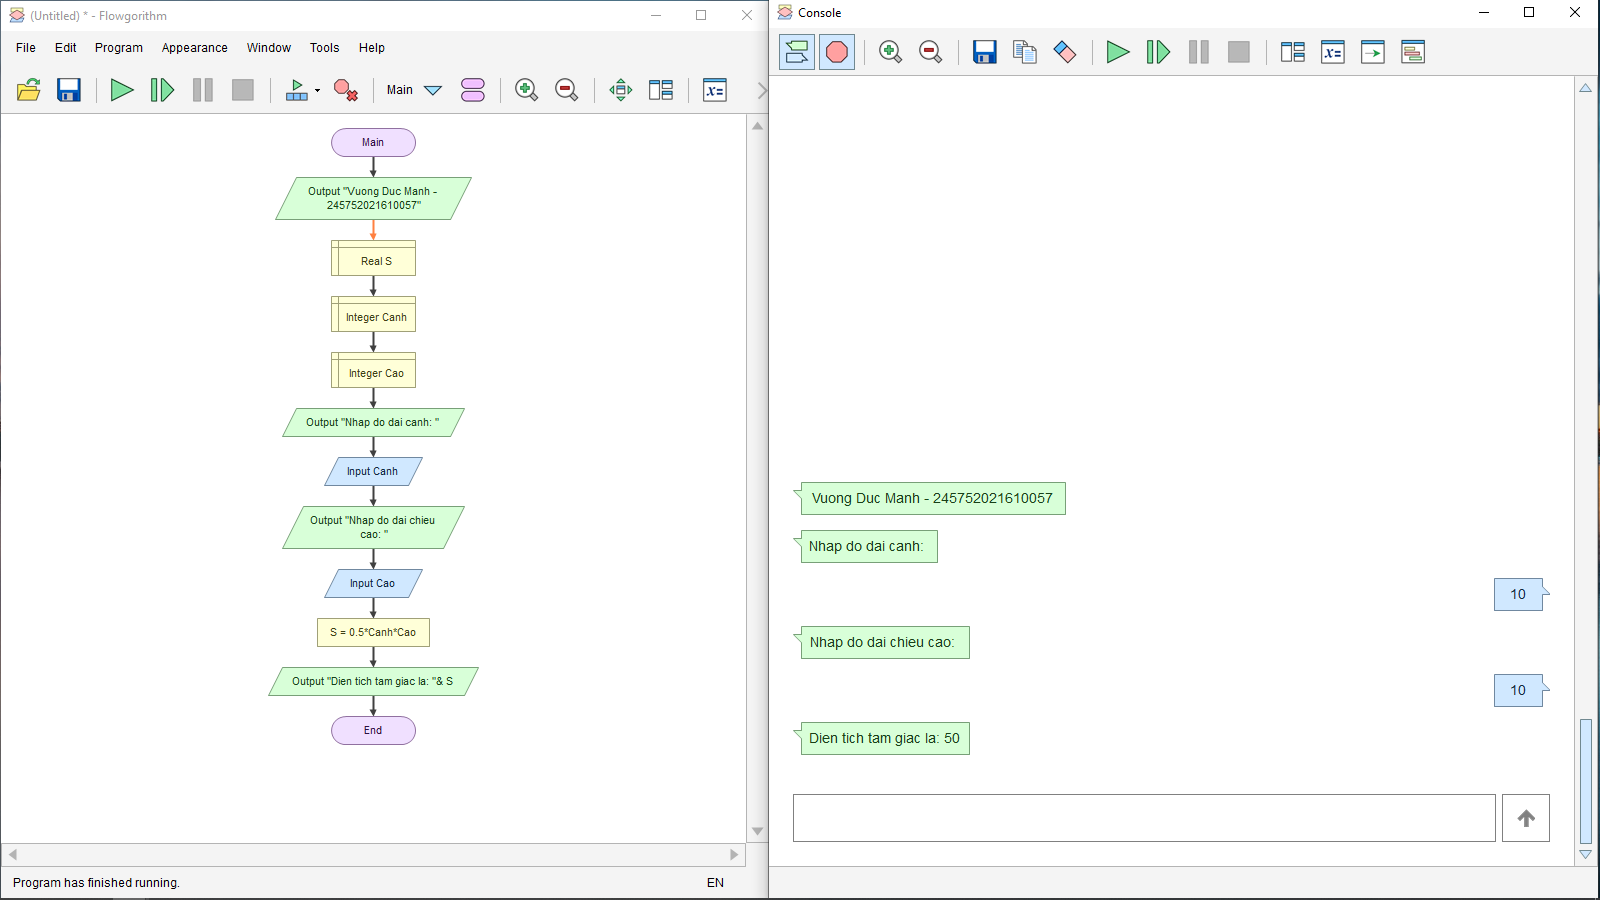 (Untitled) * - Flowgorithm
File Edit Program Appearance Window Tools Help
Main
x=
Main
Output "Vuong Duc Manh -
245752021610057"
Real S
Integer Canh
Integer Cao
Output "Nhap do dai canh: "
Input Canh
Output "Nhap do dai chieu
cao: "
Input Cao
S = 0.5*Canh*Cao
Output "Dien tich tam giac la: "& S
End
Program has finished running.
EN
Console
x=
Vuong Duc Manh - 245752021610057
Nhap do dai canh:
10
Nhap do dai chieu cao:
10
Dien tich tam giac la: 50